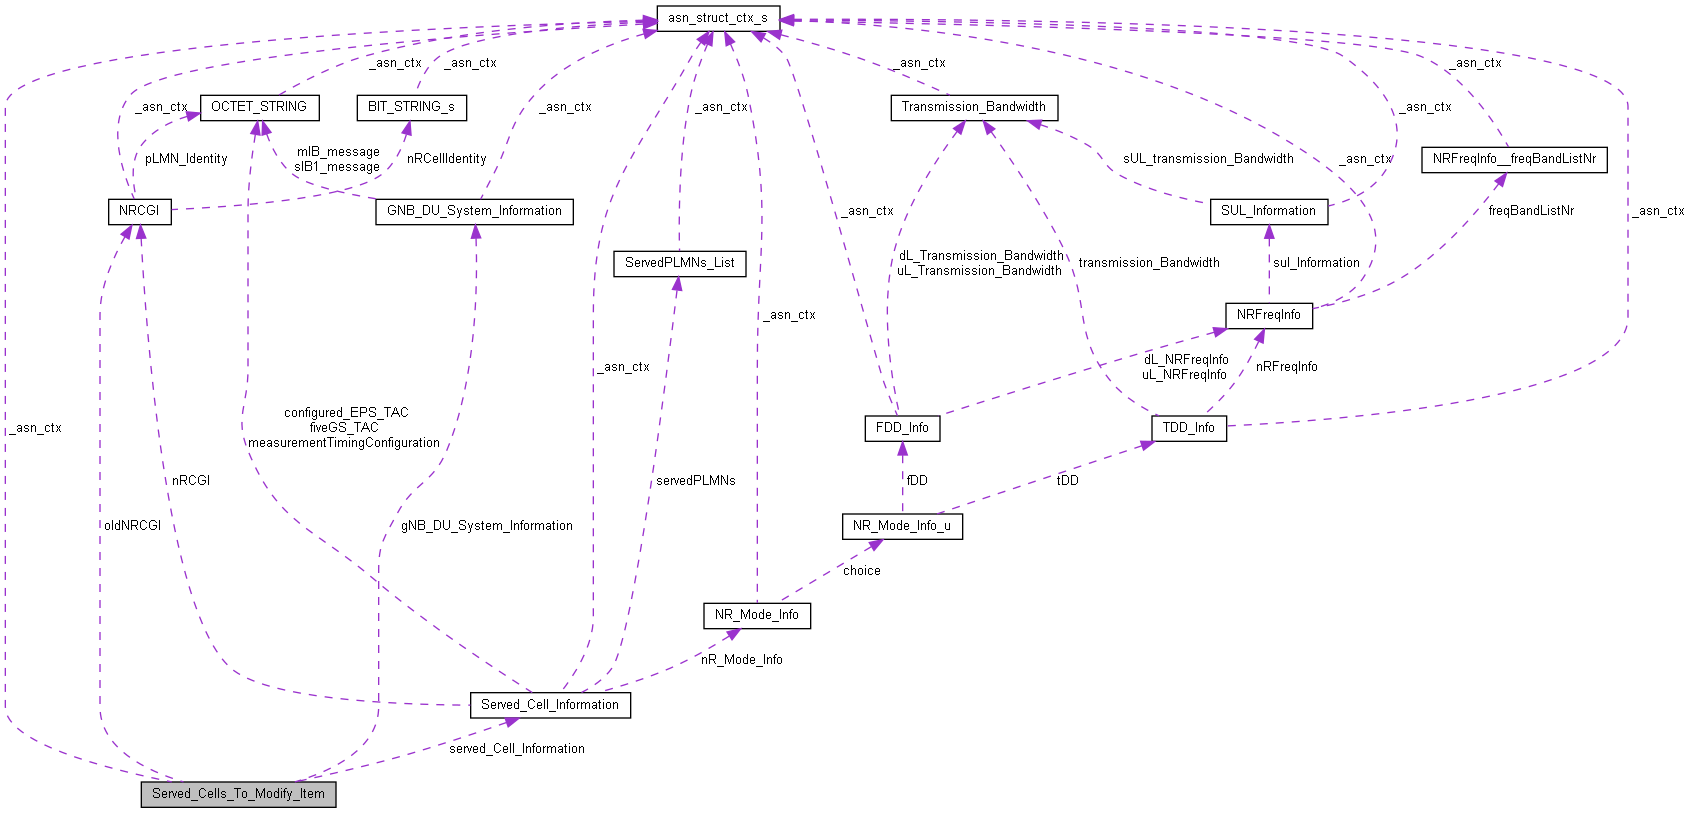 asn_struct_ctx_s
_asn_ctx
_asn_ctx
_asn_ctx
_asn_ctx
OCTET_STRING
BIT_STRING_s
Transmission_Bandwidth
_asn_ctx
_asn_ctx
_asn_ctx
_asn_ctx
mIB_message
sIB1_message
pLMN_Identity
nRCellIdentity
sUL_transmission_Bandwidth
_asn_ctx
NRFreqInfo__freqBandListNr
NRCGI
GNB_DU_System_Information
_asn_ctx
SUL_Information
freqBandListNr
_asn_ctx
ServedPLMNs_List
dL_Transmission_Bandwidth
uL_Transmission_Bandwidth
transmission_Bandwidth
sul_Information
_asn_ctx
NRFreqInfo
_asn_ctx
dL_NRFreqInfo
uL_NRFreqInfo
nRFreqInfo
configured_EPS_TAC
fiveGS_TAC
measurementTimingConfiguration
_asn_ctx
FDD_Info
TDD_Info
nRCGI
servedPLMNs
fDD
tDD
oldNRCGI
gNB_DU_System_Information
NR_Mode_Info_u
choice
NR_Mode_Info
nR_Mode_Info
Served_Cell_Information
served_Cell_Information
Served_Cells_To_Modify_Item